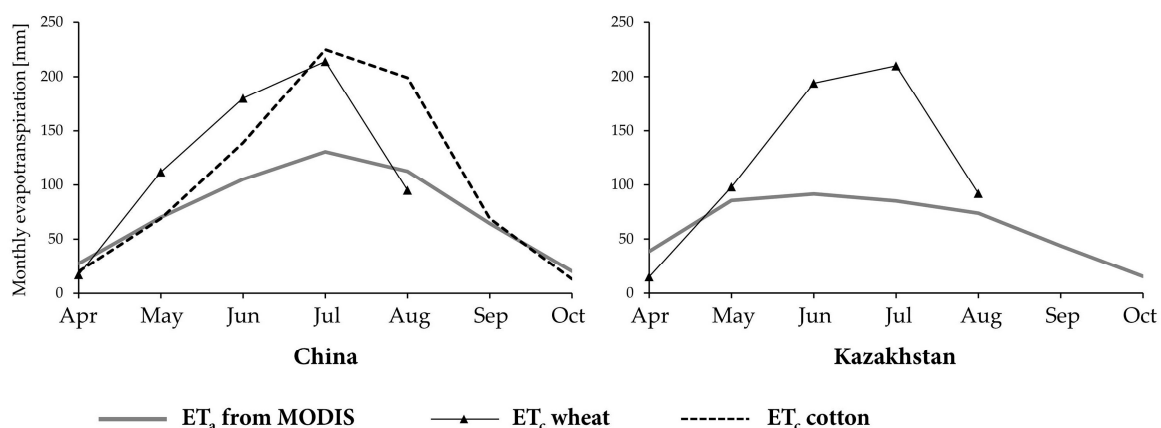 Monthly evapotranspiration [mm]
250
200
150
100
50
0
Apr May Jun Jul Aug Sep Oct
China
250
200
150
100
50
0
Apr May Jun Jul Aug Sep Oct
Kazakhstan
ETa from MODIS ETc wheat ETc cotton